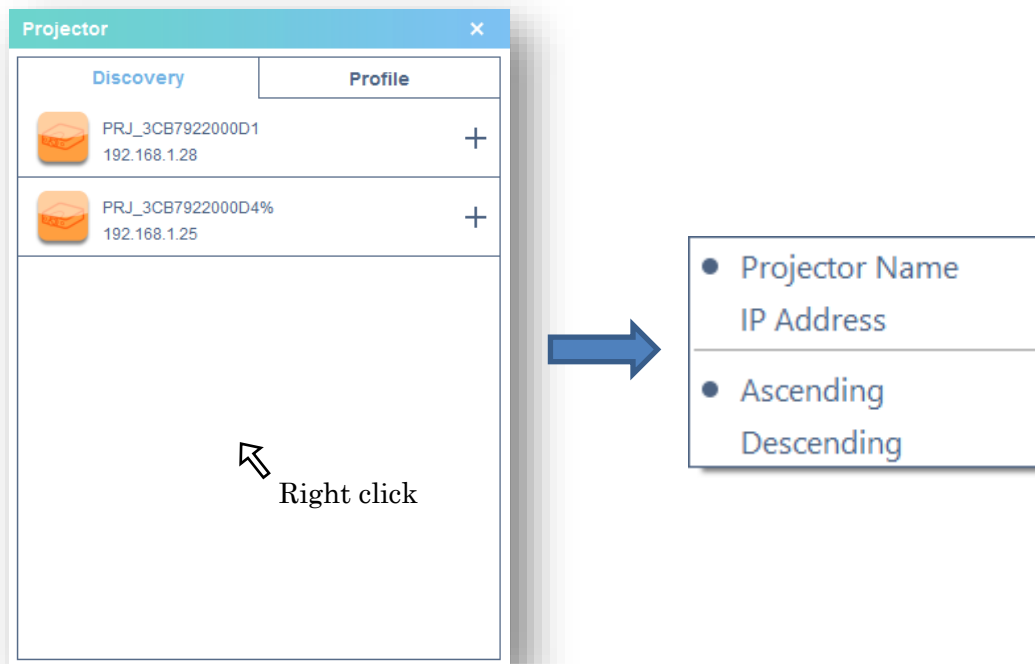 Projector ×
Discovery Profile
PRJ_3CB7922000D1
192.168.1.28
PRJ_3CB7922000D4%
192.168.1.25
Right click
Projector Name
IP Address
Ascending
Descending